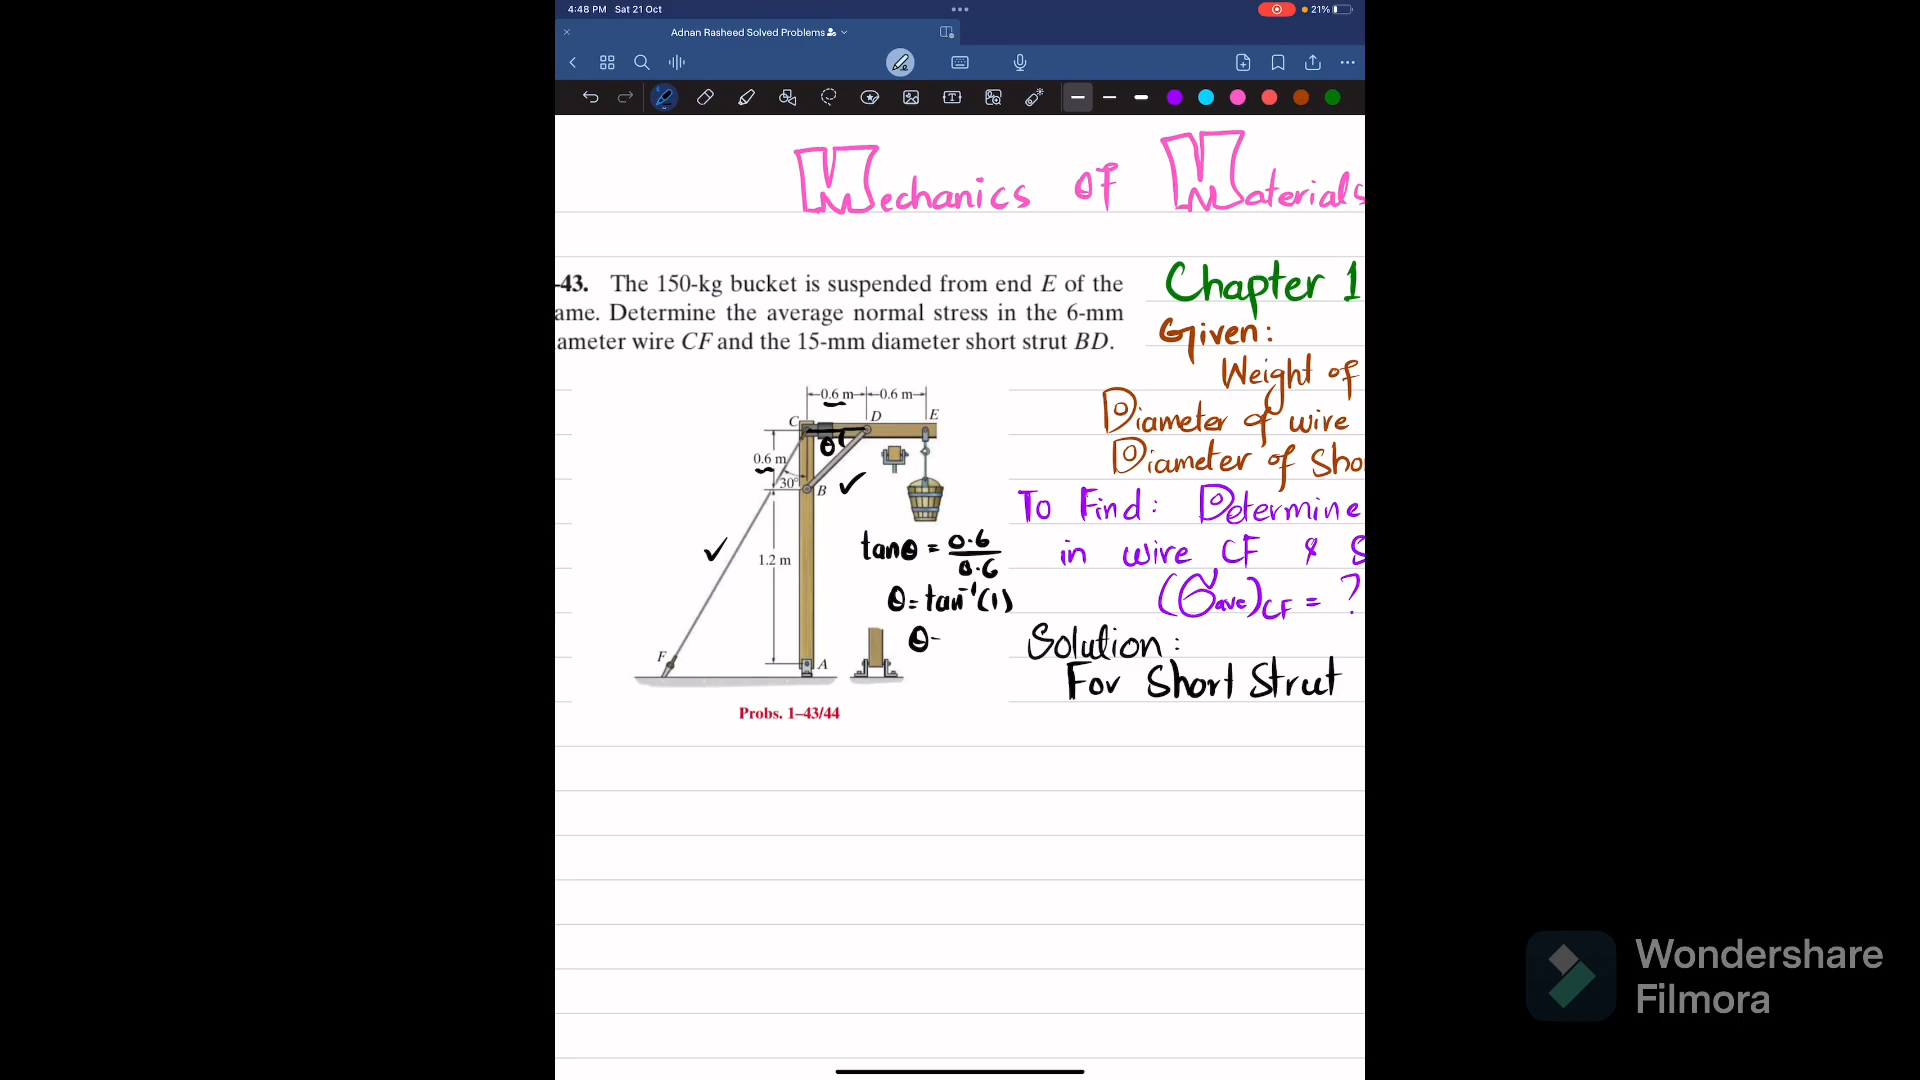 4:48 PM Sat 21 Oct
21%
Adnan Rasheed Solved Problems
Mechanics of Materials
-43. The 150-kg bucket is suspended from end E of the
ame. Determine the average normal stress in the 6-mm
ameter wire CF and the 15-mm diameter short strut BD.
Chapter 1
Given:
Weight of
Diameter of wire
Diameter of Sho
To Find: Determine
in wire CF & S
(σave)CF = ?
Solution:
For Short Strut
0.6 m 0.6 m
C D E
θ
0.6 m
30° B
1.2 m
tanθ = 0.6/0.6
θ = tan⁻¹(1)
θ-
F A
Probs. 1–43/44
Wondershare
Filmora